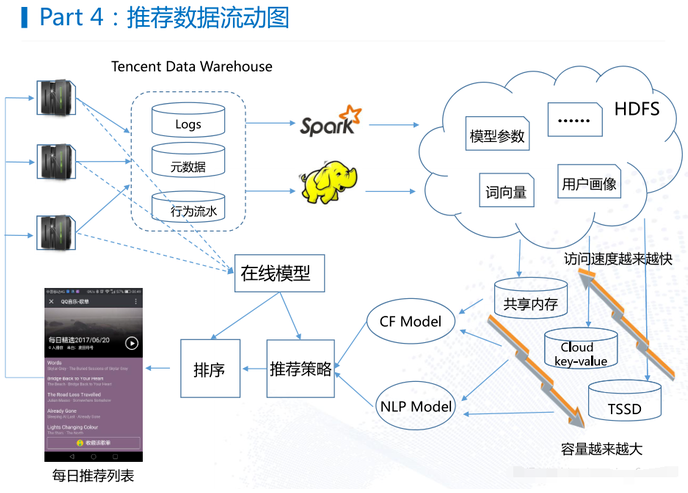 Part 4：推荐数据流动图
Tencent Data Warehouse
Logs
元数据
行为流水
Spark
HDFS
模型参数
......
词向量
用户画像
访问速度越来越快
在线模型
共享内存
CF Model
Cloud
key-value
排序
推荐策略
NLP Model
TSSD
容量越来越大
QQ音乐-歌单
每日精选2017/06/20
Words
Bridge Back to Your Heart
The Road Less Travelled
Already Gone
Lights Changing Colour
收藏该歌单
每日推荐列表